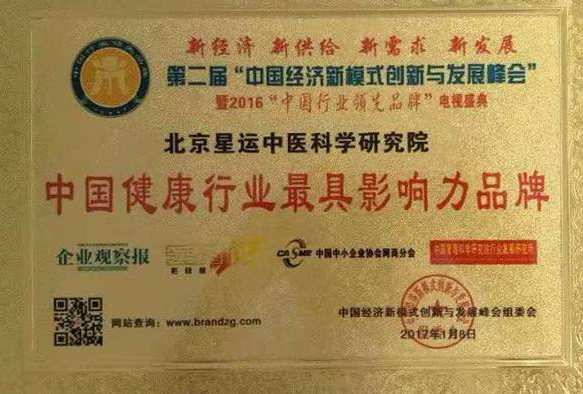 新经济 新供给 新需求 新发展
第二届“中国经济新模式创新与发展峰会”
暨2016“中国行业领先品牌”电视盛典
北京星运中医科学研究院
中国健康行业最具影响力品牌
企业观察报
CASME 中国中小企业协会网商分会
网站查询：www.brandzg.com
中国经济新模式创新与发展峰会组委会
2017年1月8日